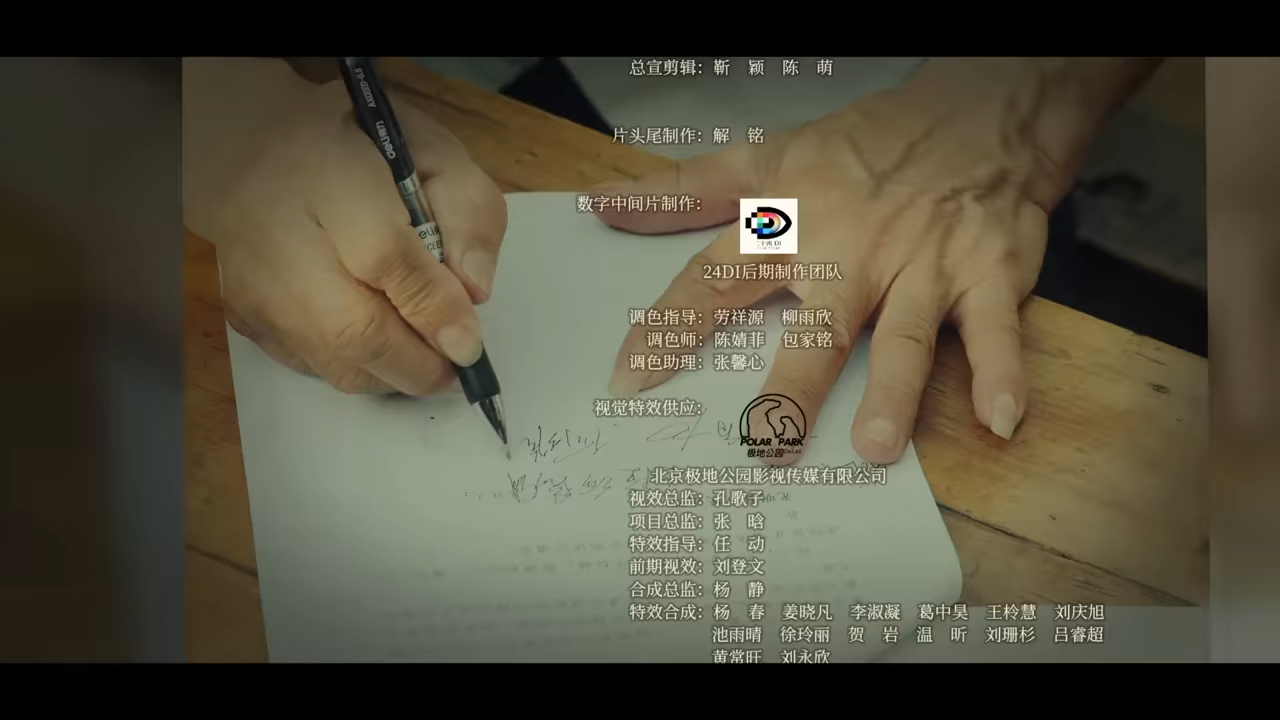 总宣剪辑：靳　颖　陈　萌
片头尾制作：解　铭
数字中间片制作：
24DI后期制作团队
调色指导：劳祥源　柳雨欣
调色师：陈婧菲　包家铭
调色助理：张馨心
视觉特效供应：
POLAR PARK
极地公园
北京极地公园影视传媒有限公司
视效总监：孔歌子
项目总监：张　晗
特效指导：任　动
前期视效：刘登文
合成总监：杨　静
特效合成：杨　春　姜晓凡　李淑凝　葛中昊　王柃慧　刘庆旭
池雨晴　徐玲丽　贺　岩　温　昕　刘珊杉　吕睿超
黄常旺　刘永欣
deli